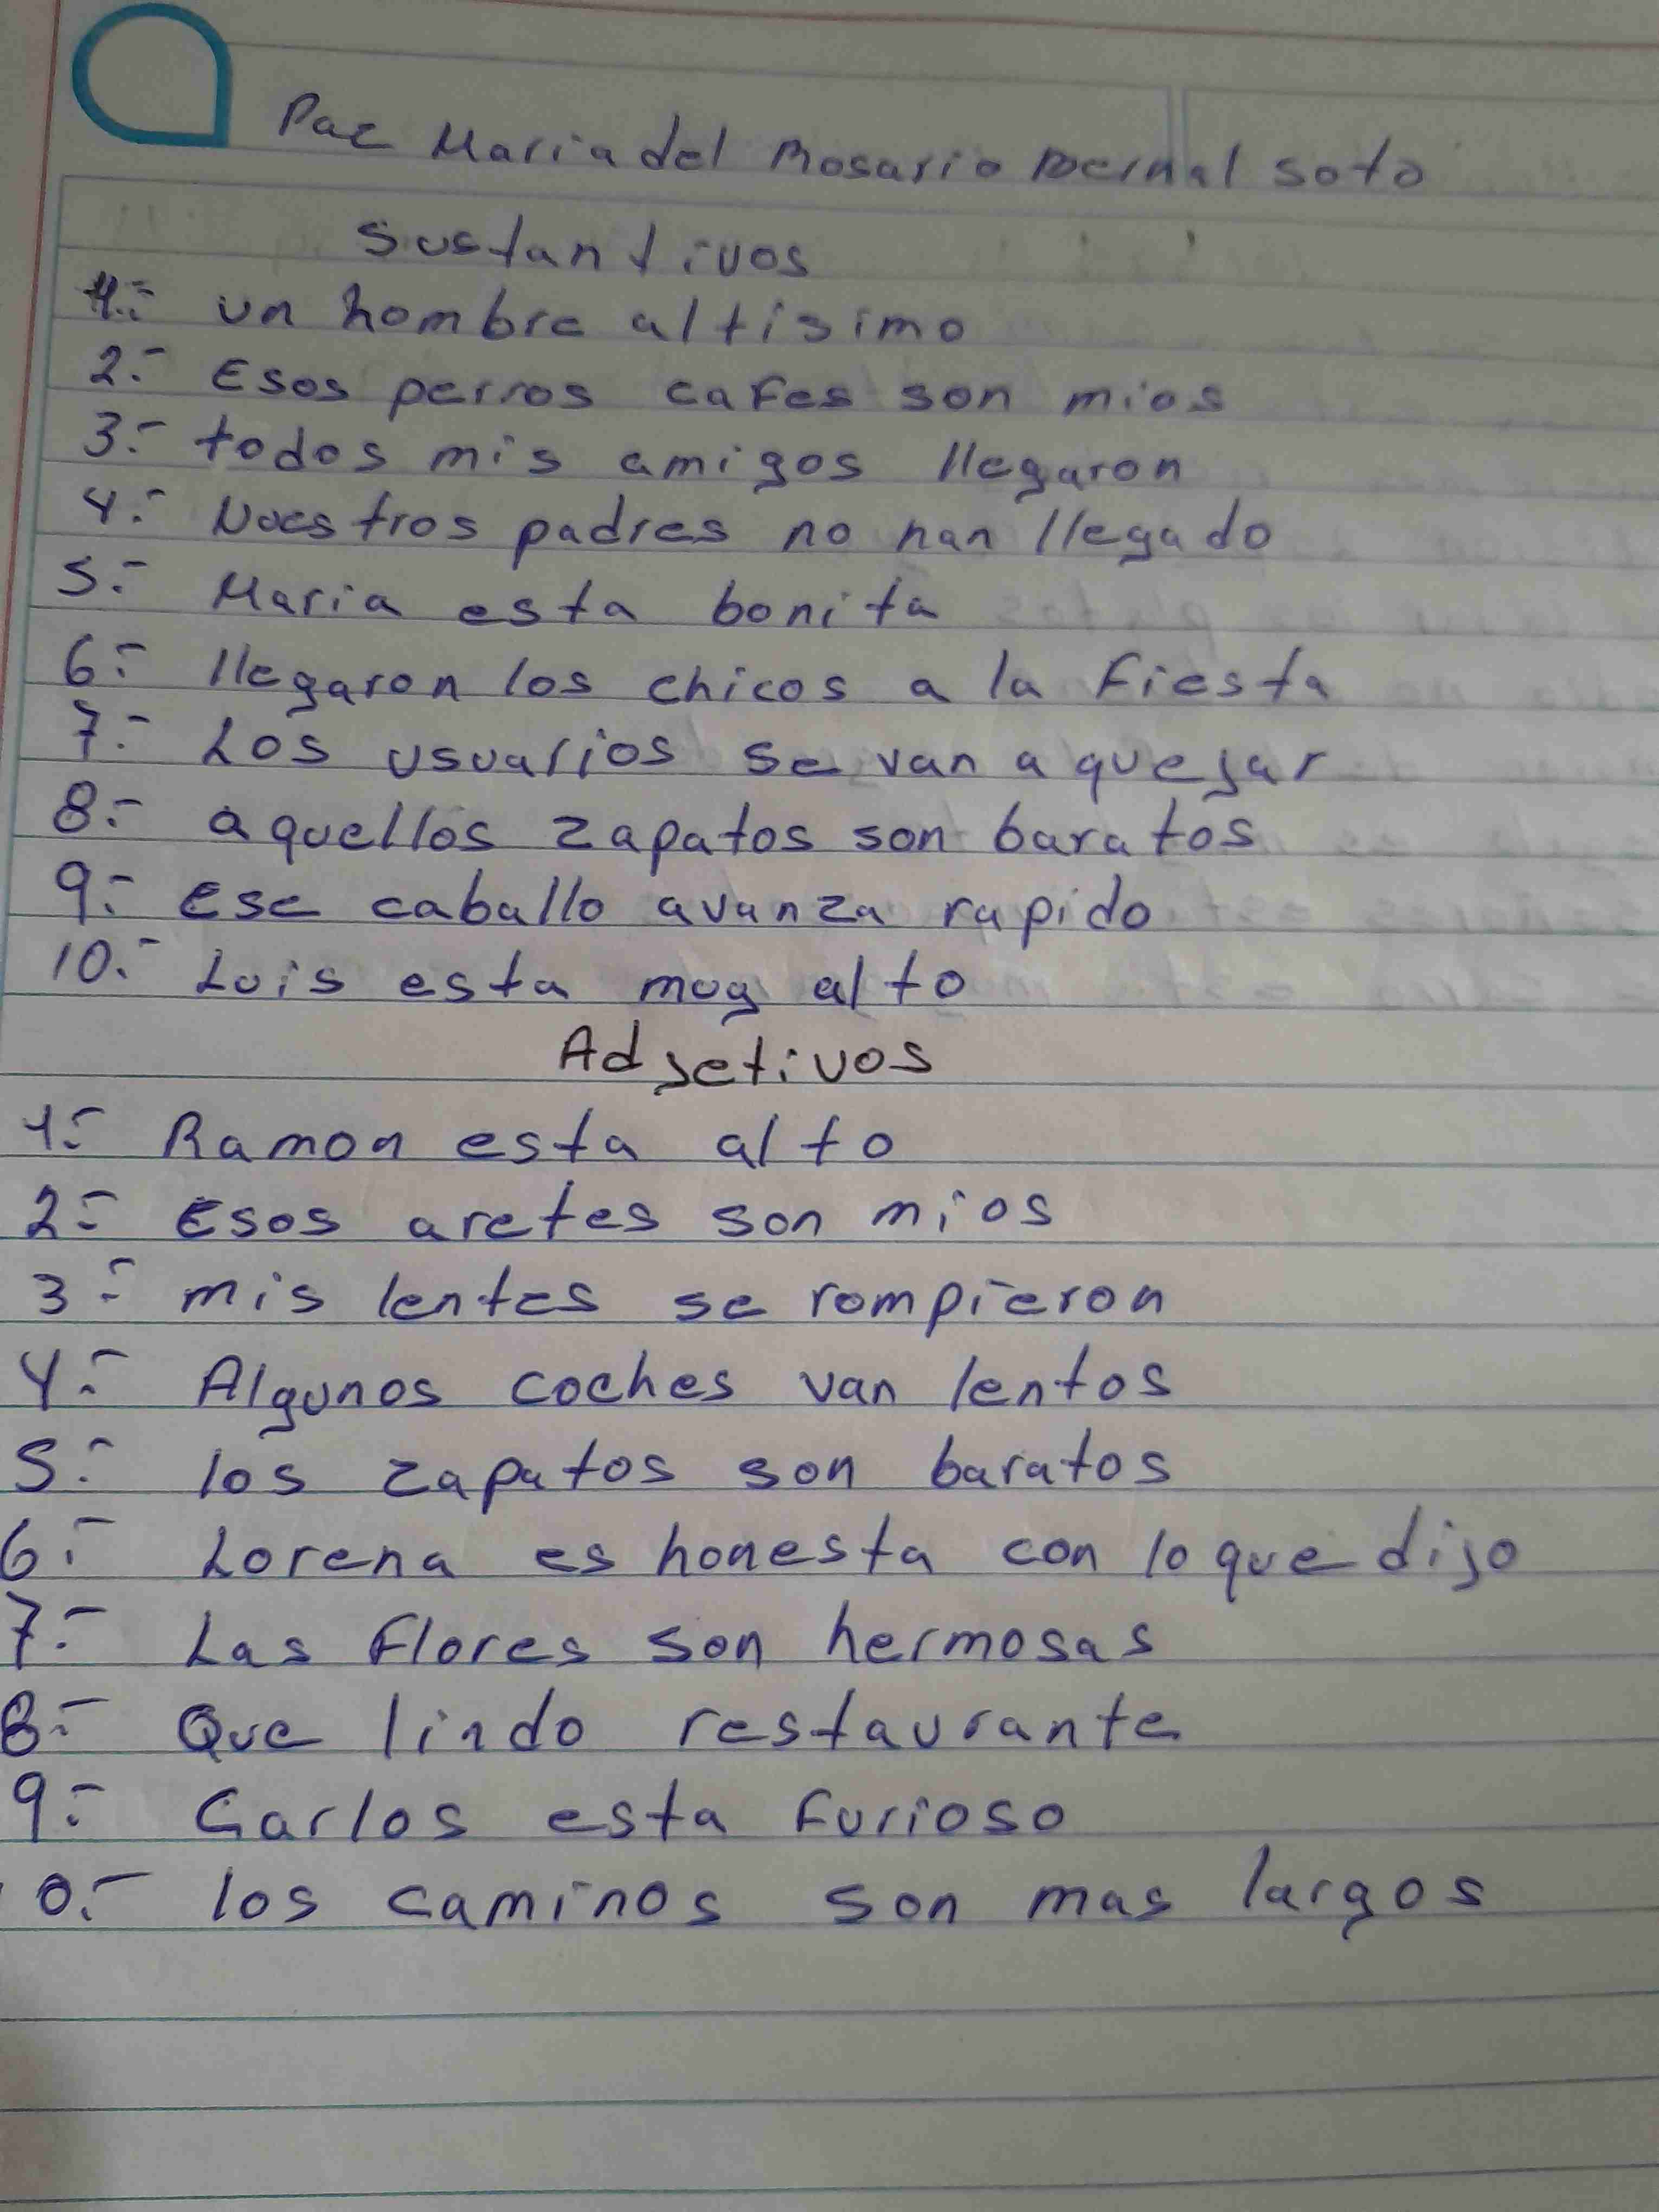 Paz Maria del Rosario Bernal soto
Sustantivos
1.- un hombre altisimo
2.- Esos perros cafes son mios
3.- todos mis amigos llegaron
4.- Nuestros padres no han llegado
5.- Maria esta bonita
6.- llegaron los chicos a la fiesta
7.- Los usuarios se van a quejar
8.- aquellos zapatos son baratos
9.- Ese caballo avanza rapido
10.- Luis esta muy alto
Adjetivos
1.- Ramon esta alto
2.- Esos aretes son mios
3.- mis lentes se rompieron
4.- Algunos coches van lentos
5.- los zapatos son baratos
6.- Lorena es honesta con lo que dijo
7.- Las flores son hermosas
8.- Que lindo restaurante
9.- Carlos esta furioso
10.- los caminos son mas largos